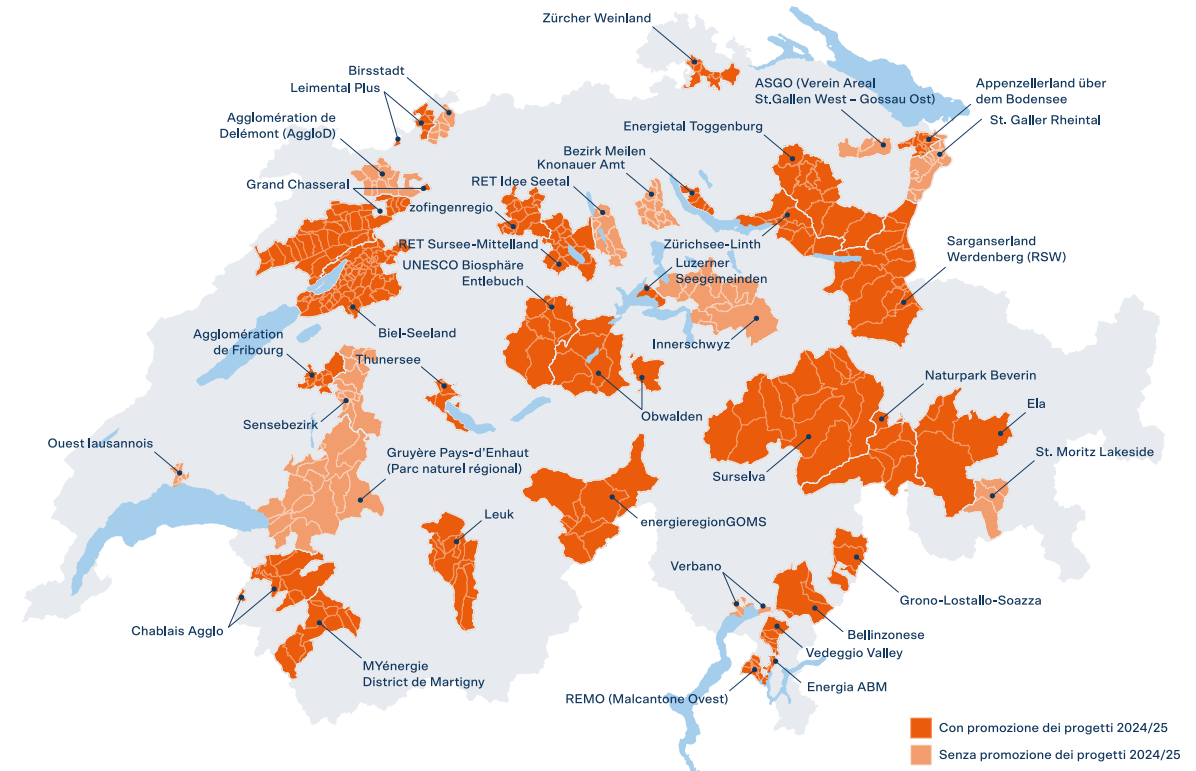 Zürcher Weinland
Birsstadt
Leimental Plus
Agglomération de
Delémont (AggloD)
Grand Chasseral
zofingenregio
RET Sursee-Mittelland
UNESCO Biosphäre
Entlebuch
RET Idee Seetal
Knonauer Amt
Bezirk Meilen
Energietal Toggenburg
ASGO (Verein Areal
St.Gallen West – Gossau Ost)
Appenzellerland über
dem Bodensee
St. Galler Rheintal
Zürichsee-Linth
Luzerner
Seegemeinden
Sarganserland
Werdenberg (RSW)
Biel-Seeland
Innerschwyz
Agglomération
de Fribourg
Thunersee
Obwalden
Naturpark Beverin
Ela
Sensebezirk
Ouest lausannois
Gruyère Pays-d'Enhaut
(Parc naturel régional)
Surselva
St. Moritz Lakeside
Leuk
energieregionGOMS
Verbano
Grono-Lostallo-Soazza
Chablais Agglo
Bellinzonese
Vedeggio Valley
MYénergie
District de Martigny
Energia ABM
REMO (Malcantone Ovest)
Con promozione dei progetti 2024/25
Senza promozione dei progetti 2024/25